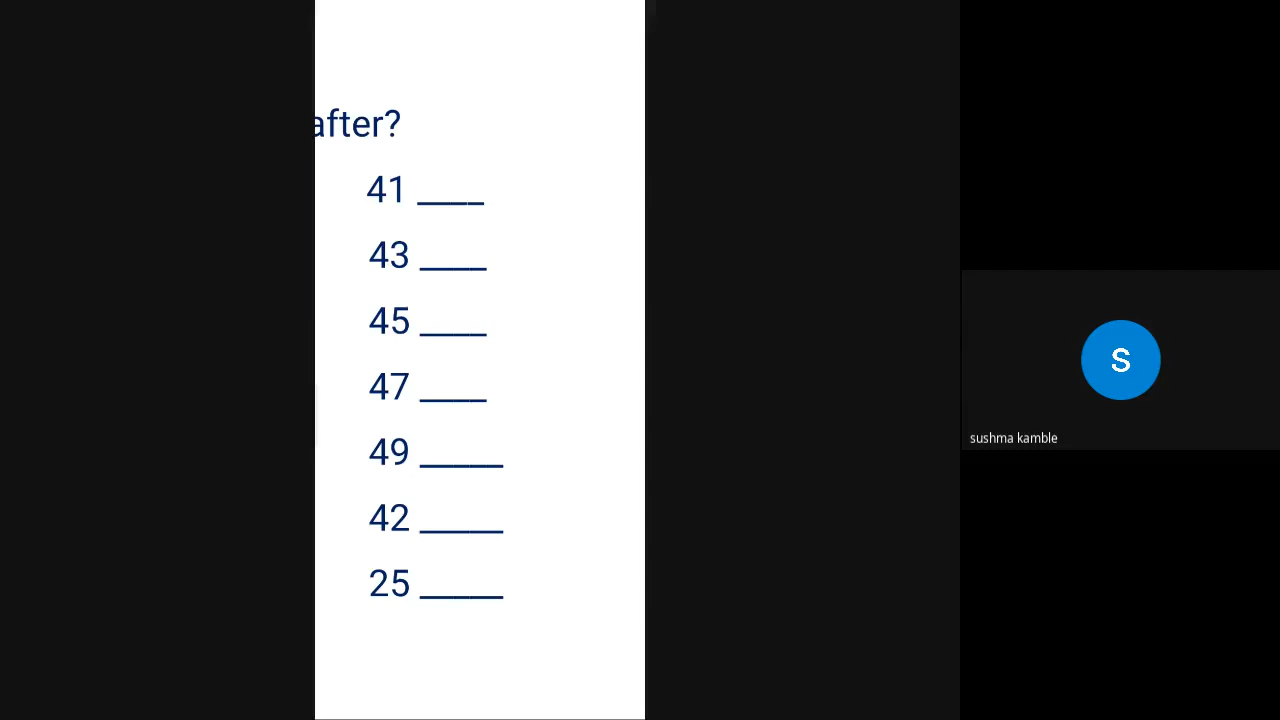 after?
41 ____
43 ____
45 ____
47 ____
49 _____
42 _____
25 _____
S
sushma kamble